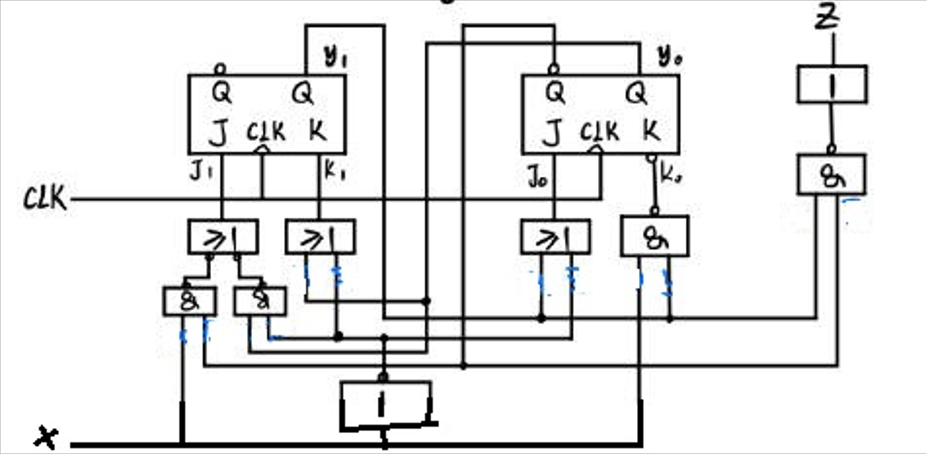 Z
y₁
y₀
Q Q
Q Q
1
J CLK K
J CLK K
J₁ K₁
J₀ K₀
&
CLK
≥1 ≥1
≥1 &
& &
1
x